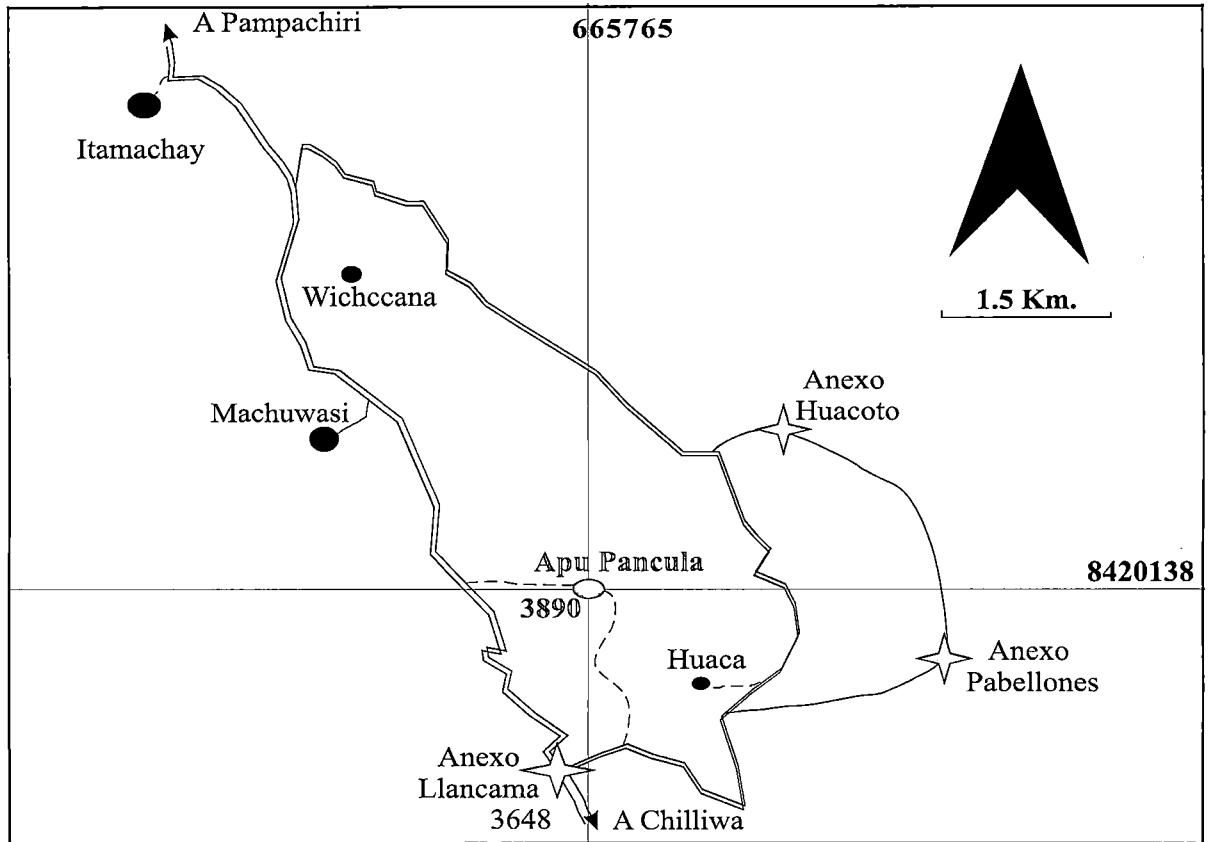 A Pampachiri
665765
Itamachay
Wichccana
1.5 Km.
Machuwasi
Anexo
Huacoto
Apu Pancula
8420138
3890
Huaca
Anexo
Pabellones
Anexo
Llancama
3648
A Chilliwa